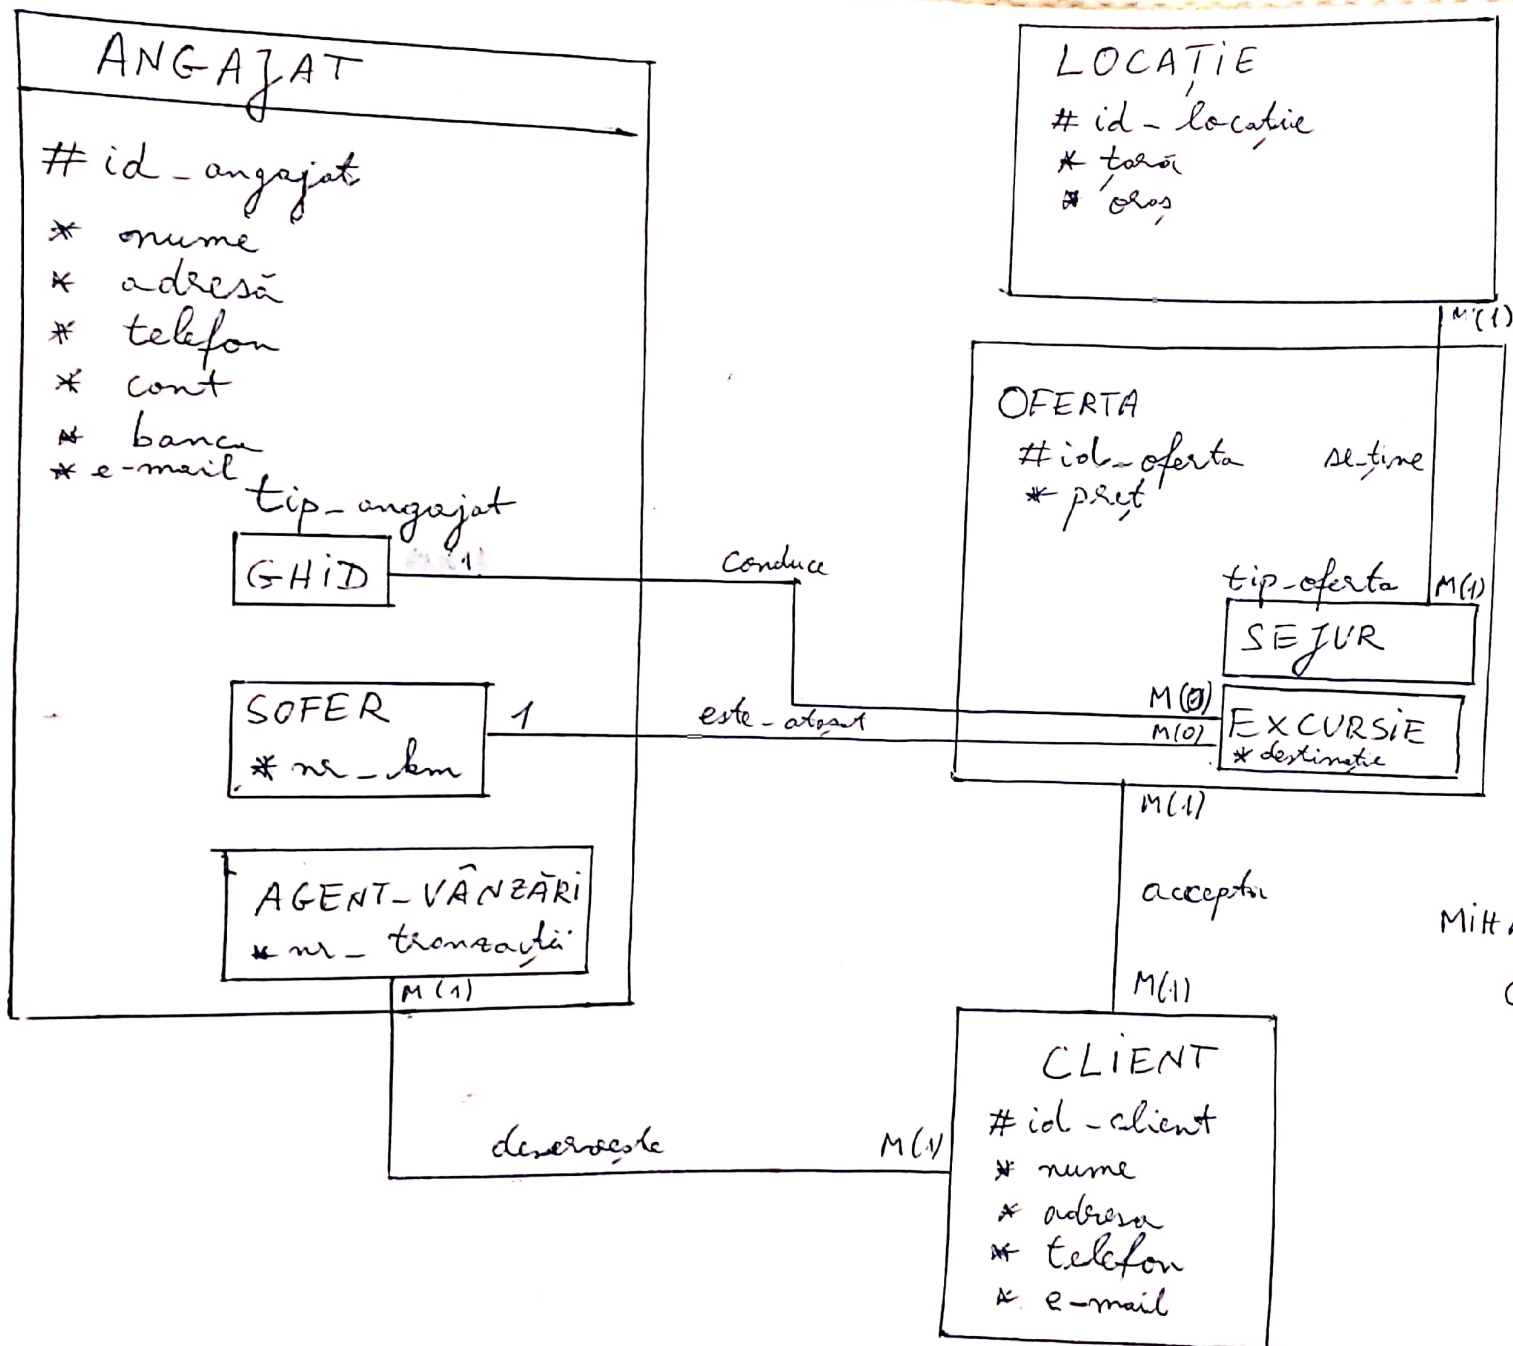 ANGAJAT
# id_angajat
* nume
* adresă
* telefon
* cont
* banca
* e-mail
tip_angajat
GHiD
1
conduce
SOFER
* nr_km
1
este_atașat
AGENT_VÂNZĂRi
* nr_tranzacții
M(1)
deservește
M(1)
LOCAȚiE
# id_locație
* țară
* oraș
M(1)
OFERTA
#id_oferta
* preț
se_ține
tip_oferta
M(1)
SEJUR
M(0)
M(0)
EXCURSiE
* destinație
M(1)
acceptă
M(1)
CLiENT
# id_client
* nume
* adresa
* telefon
* e-mail